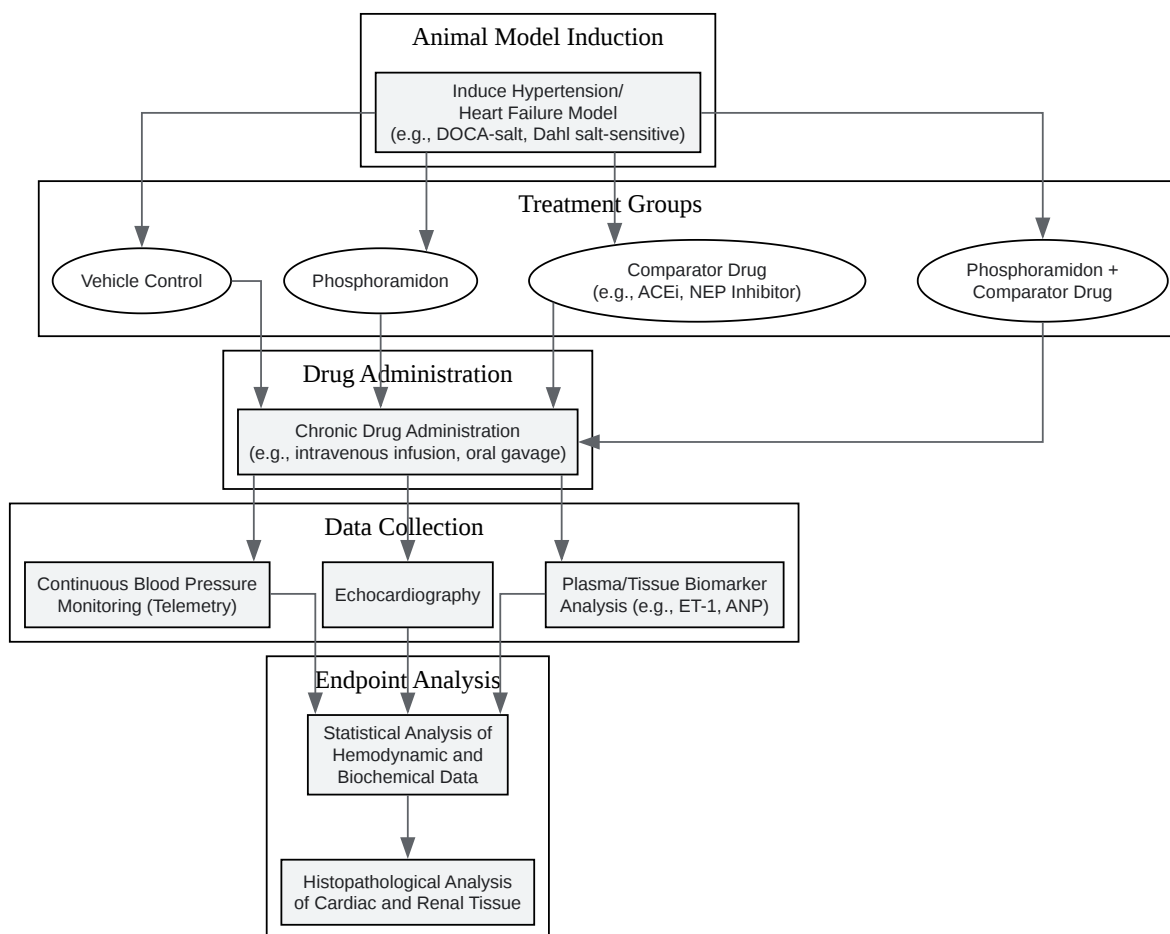 Animal Model Induction
Induce Hypertension/
Heart Failure Model
(e.g., DOCA-salt, Dahl salt-sensitive)
Treatment Groups
Vehicle Control
Phosphoramidon
Comparator Drug
(e.g., ACEi, NEP Inhibitor)
Phosphoramidon +
Comparator Drug
Drug Administration
Chronic Drug Administration
(e.g., intravenous infusion, oral gavage)
Data Collection
Continuous Blood Pressure
Monitoring (Telemetry)
Echocardiography
Plasma/Tissue Biomarker
Analysis (e.g., ET-1, ANP)
Endpoint Analysis
Statistical Analysis of
Hemodynamic and
Biochemical Data
Histopathological Analysis
of Cardiac and Renal Tissue